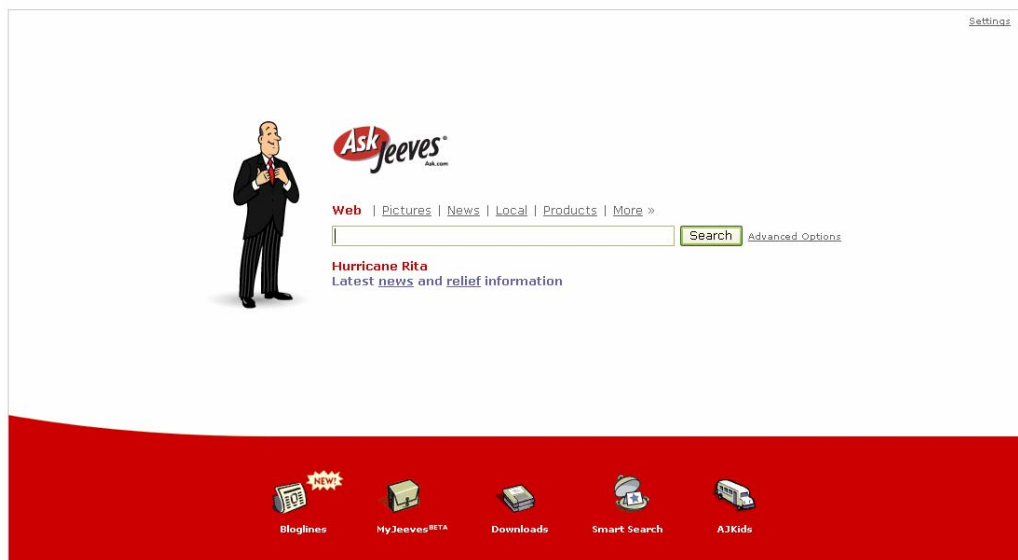 Settings
Ask Jeeves®
Ask.com
Web | Pictures | News | Local | Products | More »
Search Advanced Options
Hurricane Rita
Latest news and relief information
NEW!
Bloglines MyJeeves BETA Downloads Smart Search AJKids